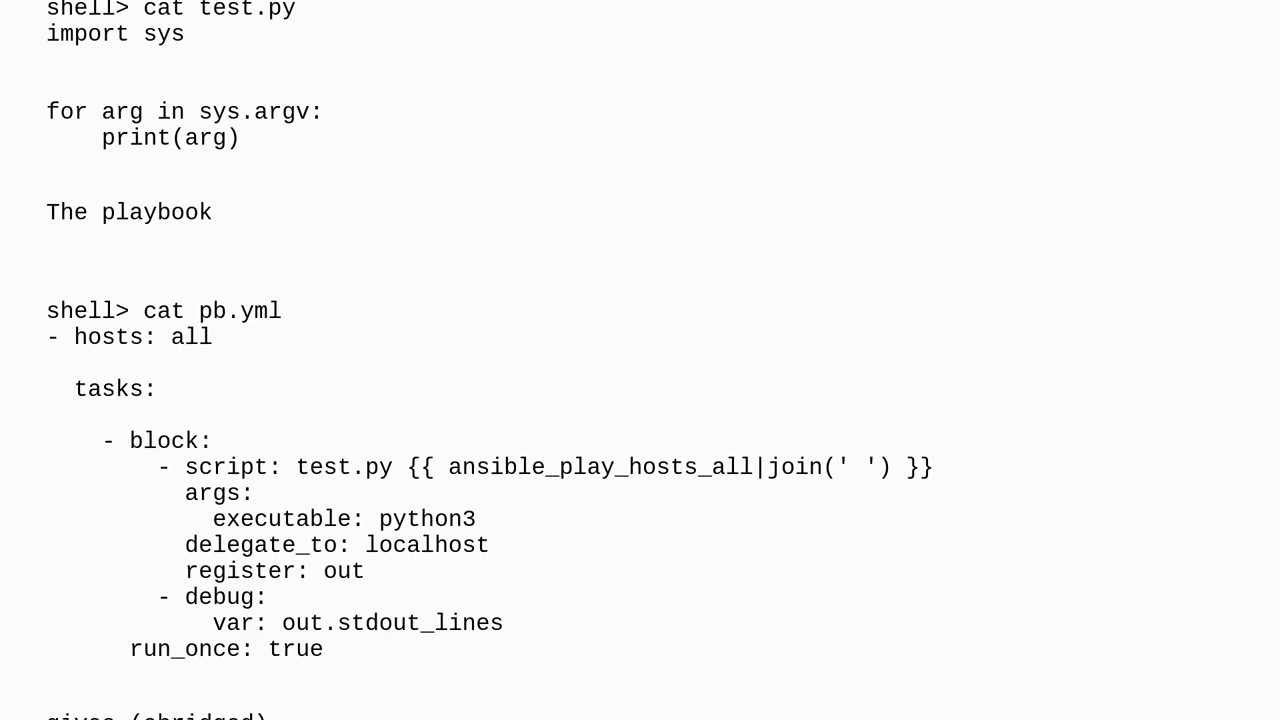 shell> cat test.py
import sys
for arg in sys.argv:
    print(arg)
The playbook
shell> cat pb.yml
- hosts: all
  tasks:
    - block:
        - script: test.py {{ ansible_play_hosts_all|join(' ') }}
          args:
            executable: python3
          delegate_to: localhost
          register: out
        - debug:
            var: out.stdout_lines
      run_once: true
gives (abridged)